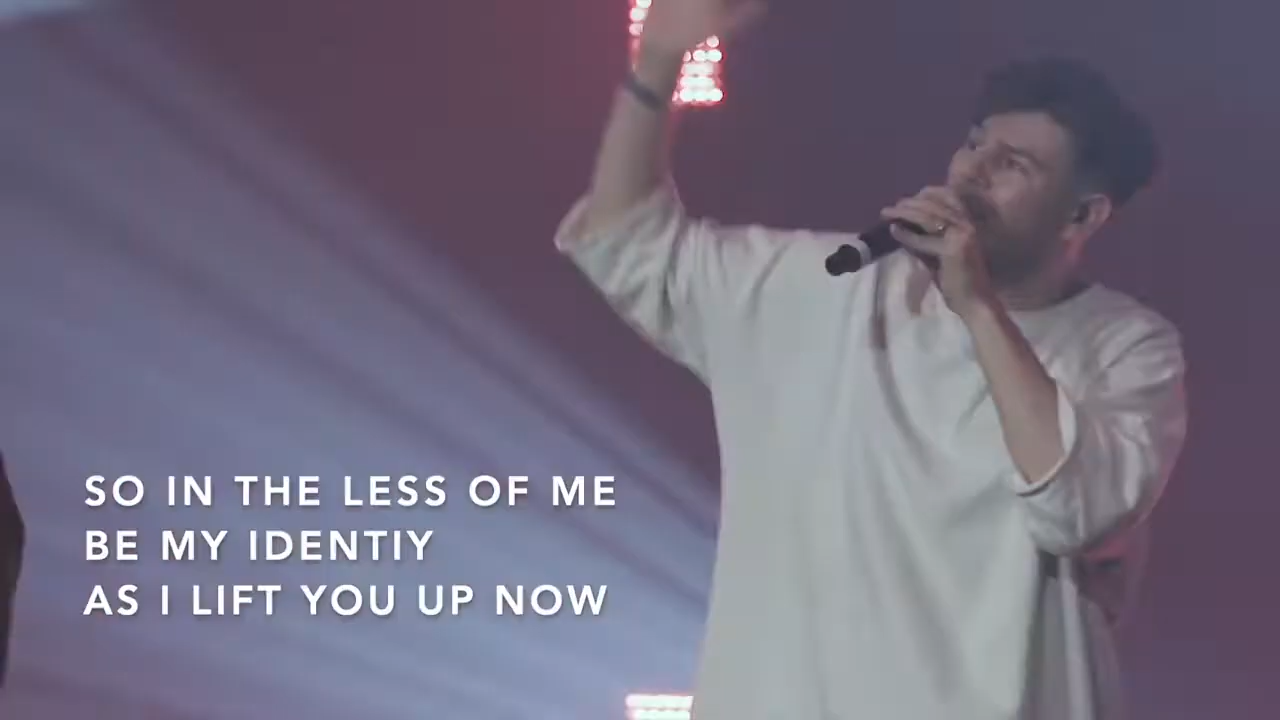 SO IN THE LESS OF ME
BE MY IDENTIY
AS I LIFT YOU UP NOW